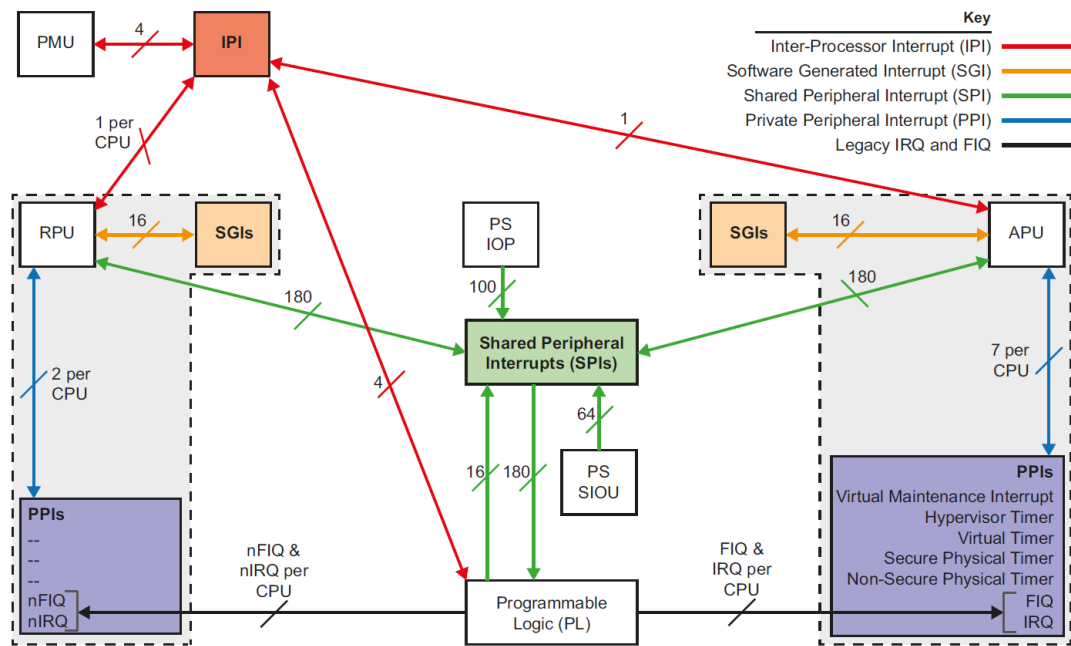 PMU
4
IPI
Key
Inter-Processor Interrupt (IPI)
Software Generated Interrupt (SGI)
Shared Peripheral Interrupt (SPI)
Private Peripheral Interrupt (PPI)
Legacy IRQ and FIQ
1 per
CPU
1
RPU
16
SGIs
PS
IOP
SGIs
16
APU
180
100
180
Shared Peripheral
Interrupts (SPIs)
2 per
CPU
7 per
CPU
4
64
16
180
PS
SIOU
PPIs
--
--
--
nFIQ
nIRQ
PPIs
Virtual Maintenance Interrupt
Hypervisor Timer
Virtual Timer
Secure Physical Timer
Non-Secure Physical Timer
FIQ
IRQ
nFIQ &
nIRQ per
CPU
FIQ &
IRQ per
CPU
Programmable
Logic (PL)